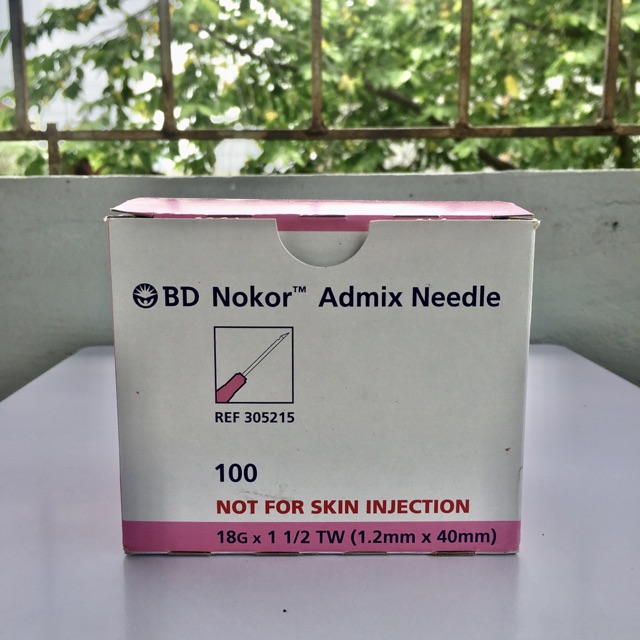 BD Nokor™ Admix Needle
REF 305215
100
NOT FOR SKIN INJECTION
18G x 1 1/2 TW (1.2mm x 40mm)